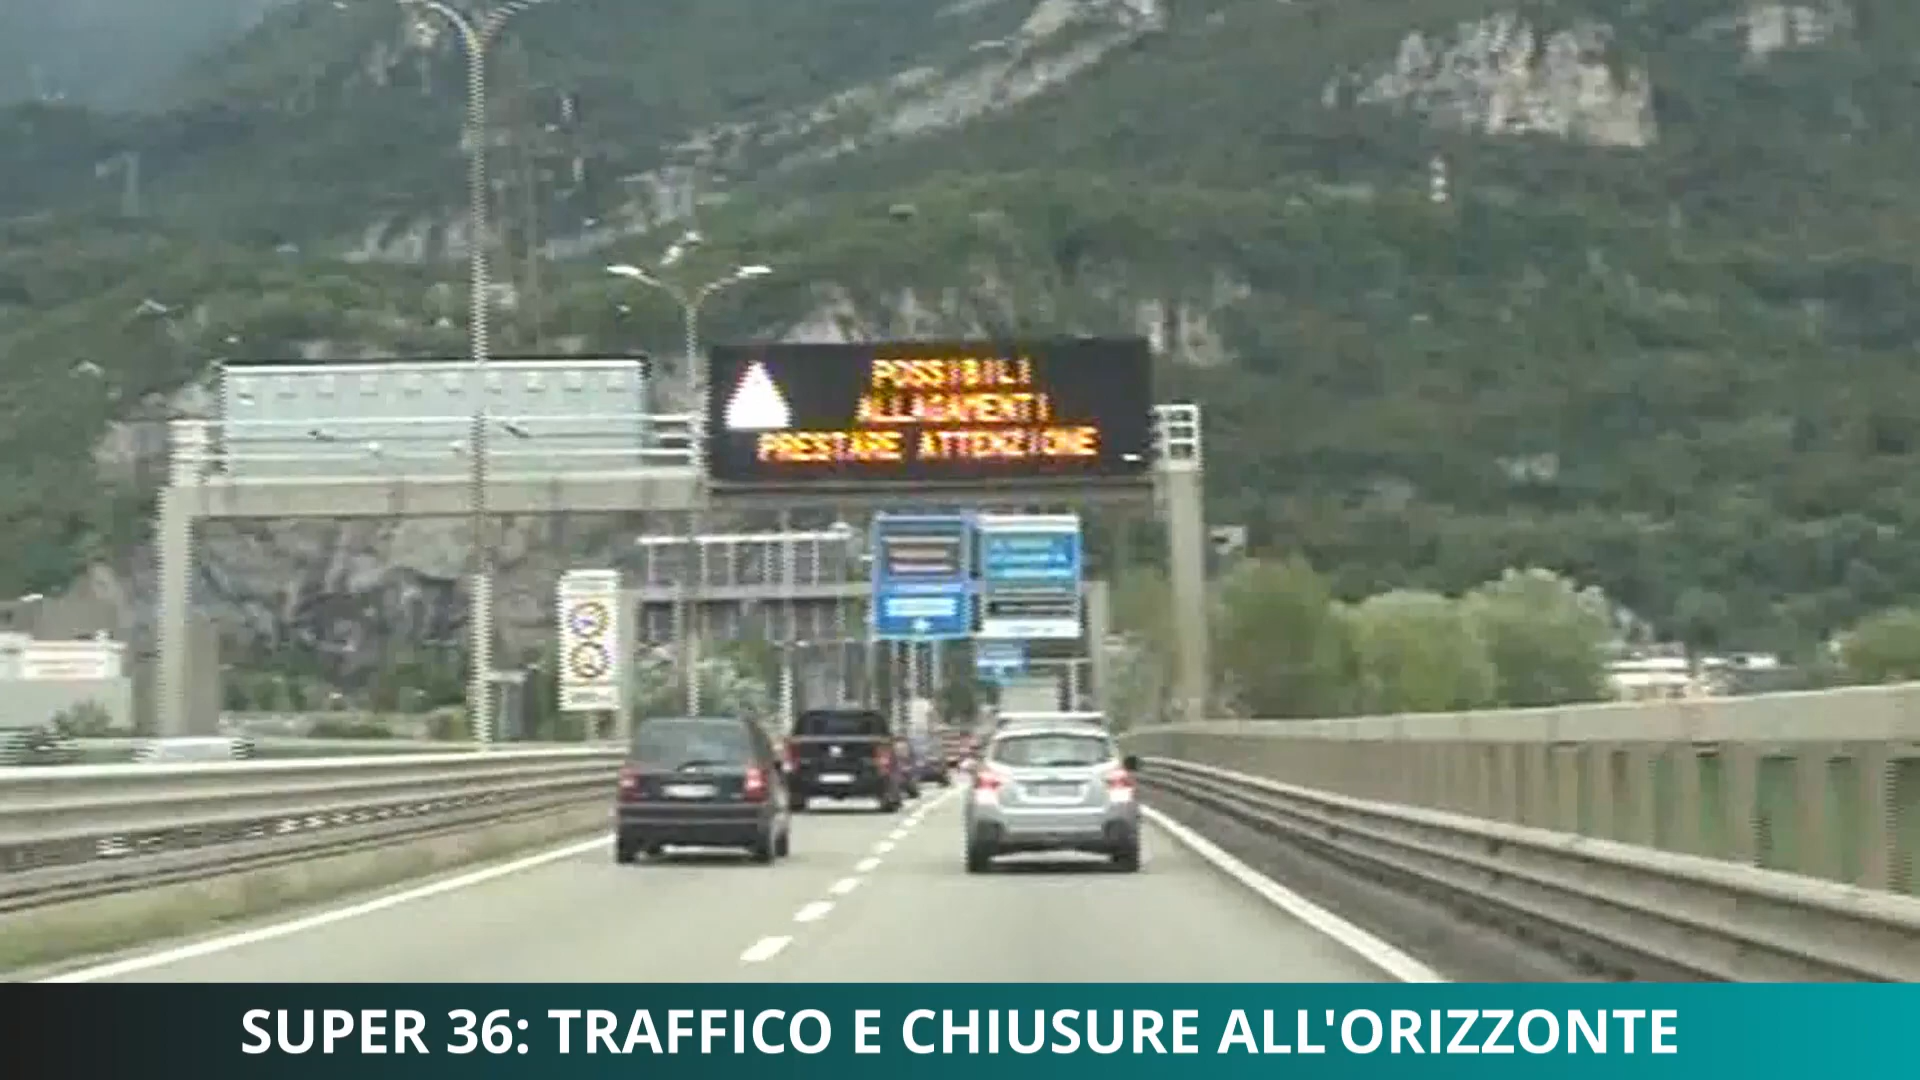 POSSIBILI
ALLAGAMENTI
PRESTARE ATTENZIONE
SUPER 36: TRAFFICO E CHIUSURE ALL'ORIZZONTE